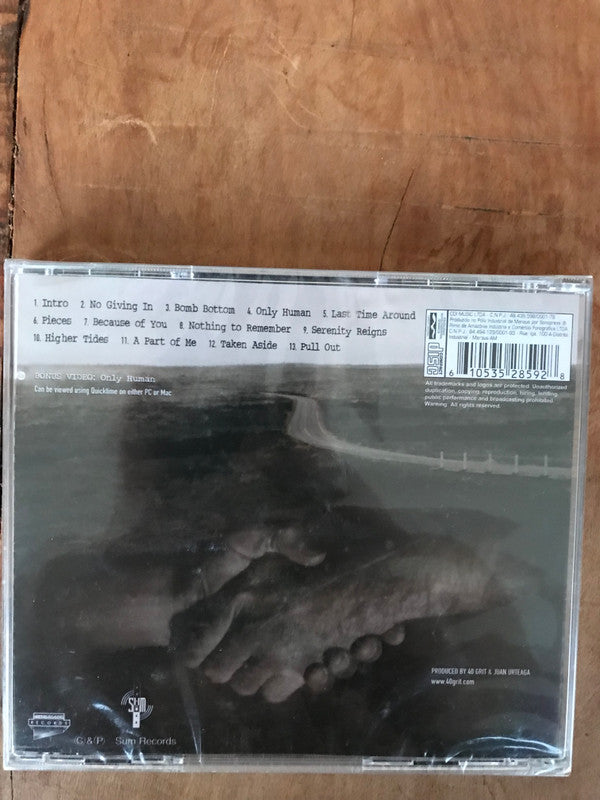 1. Intro 2. No Giving In 3. Bomb Bottom 4. Only Human 5. Last Time Around
6. Pieces 7. Because of You 8. Nothing to Remember 9. Serenity Reigns
10. Higher Tides 11. A Part of Me 12. Taken Aside 13. Pull Out
BONUS VIDEO: Only Human
Can be viewed using Quicktime on either PC or Mac
6 10535 28592 8
All trademarks and logos are protected. Unauthorized
duplication, copying, reproduction, hiring, lending,
public performance and broadcasting prohibited.
Warning. All rights reserved.
PRODUCED BY 40 GRIT & JUAN URTEAGA
www.40grit.com
SUM
RECORDS
(C)&(P) Sum Records